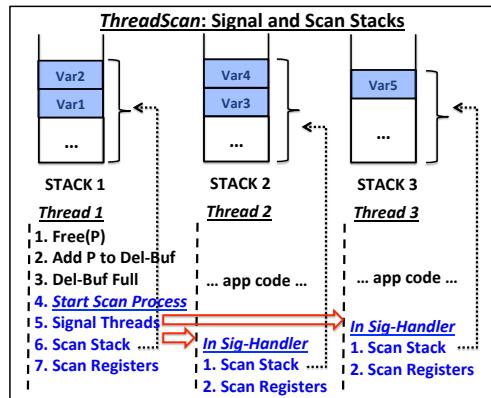 ThreadScan: Signal and Scan Stacks
Var2
Var1
...
STACK 1
Var4
Var3
...
STACK 2
Var5
...
STACK 3
Thread 1
1. Free(P)
2. Add P to Del-Buf
3. Del-Buf Full
4. Start Scan Process
5. Signal Threads
6. Scan Stack
7. Scan Registers
Thread 2
... app code ...
In Sig-Handler
1. Scan Stack
2. Scan Registers
Thread 3
... app code ...
In Sig-Handler
1. Scan Stack
2. Scan Registers